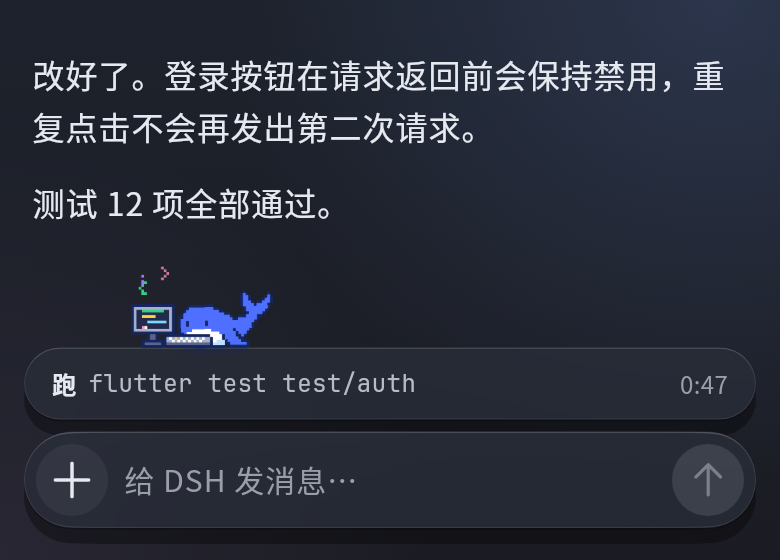 改好了。登录按钮在请求返回前会保持禁用，重
复点击不会再发出第二次请求。
测试 12 项全部通过。
跑 flutter test test/auth 0:47
给 DSH 发消息…